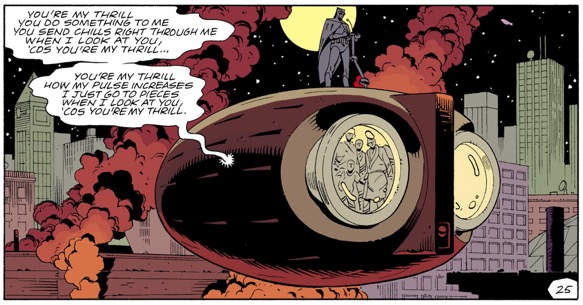 YOU'RE MY THRILL
YOU DO SOMETHING TO ME
YOU SEND CHILLS RIGHT THROUGH ME
WHEN I LOOK AT YOU,
'COS YOU'RE MY THRILL...
YOU'RE MY THRILL
HOW MY PULSE INCREASES
I JUST GO TO PIECES
WHEN I LOOK AT YOU,
'COS YOU'RE MY THRILL.
25